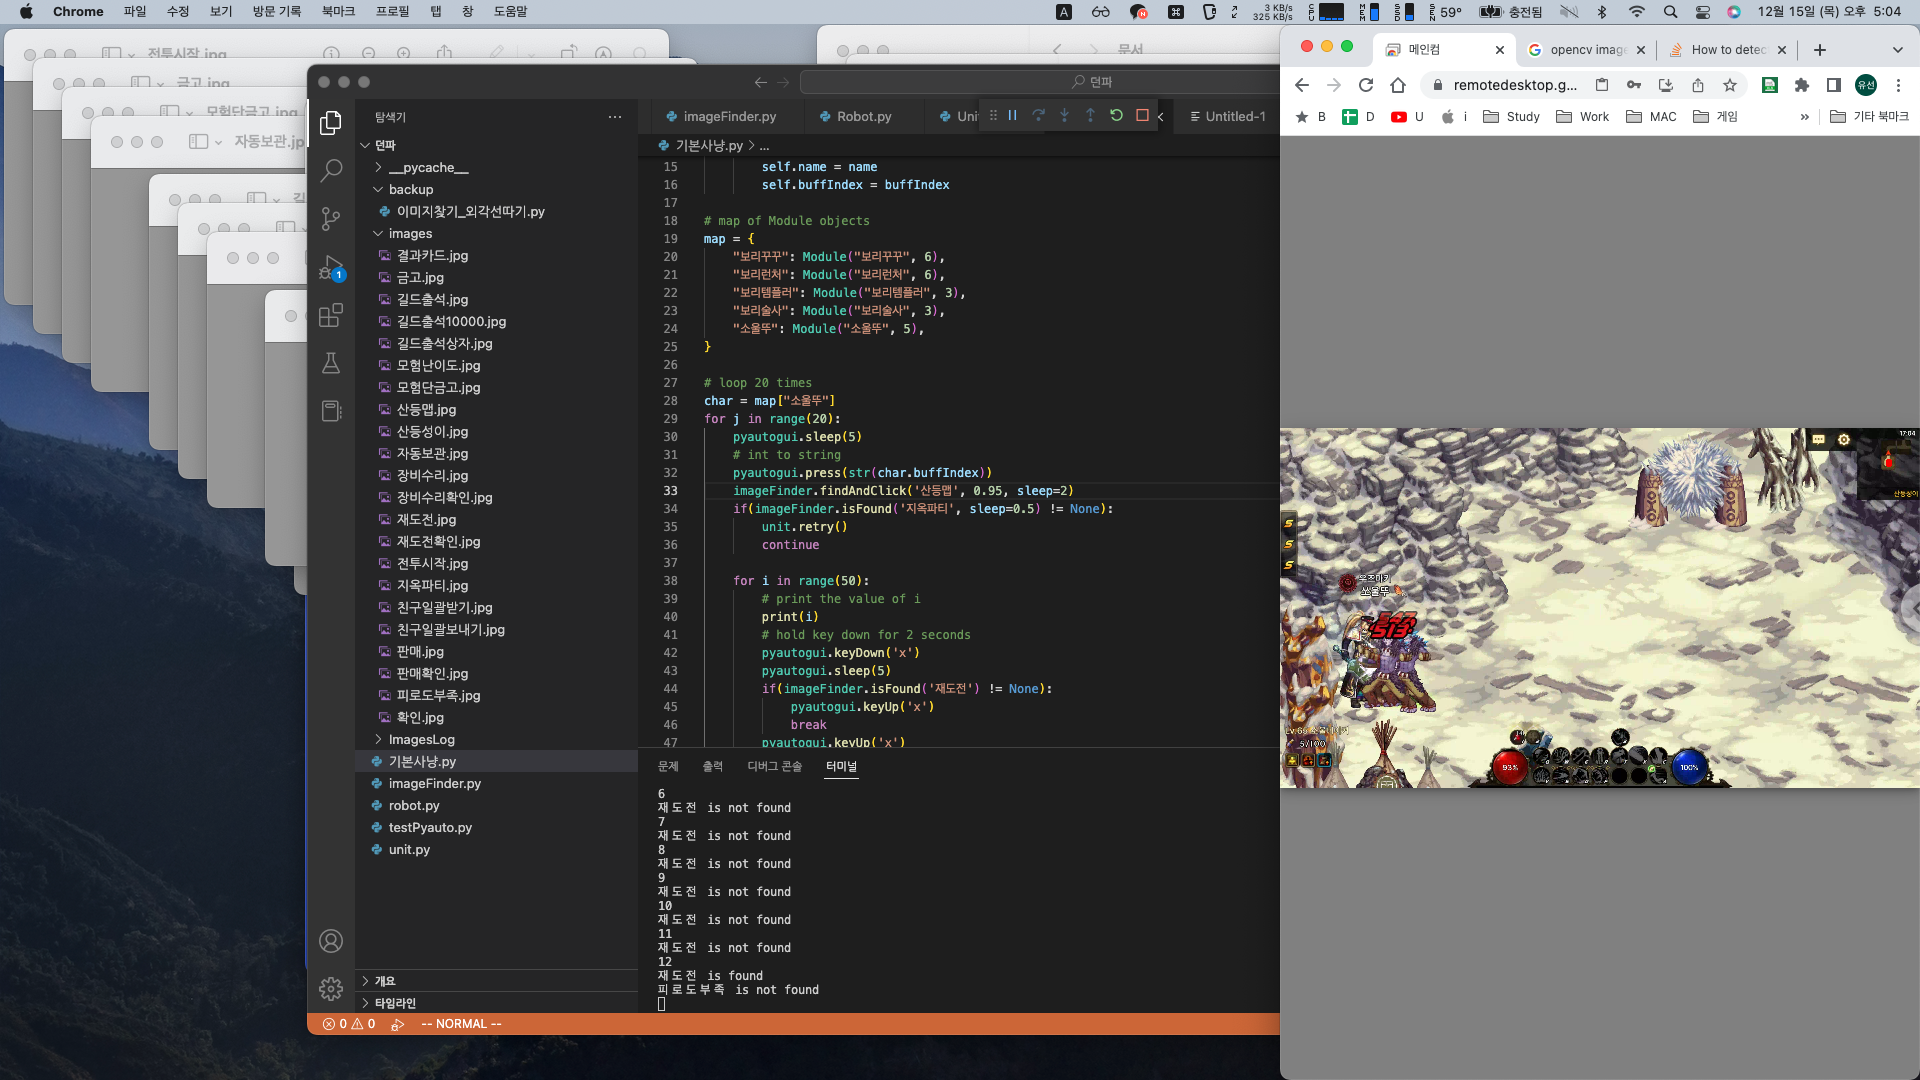 Chrome 파일 수정 보기 방문 기록 북마크 프로필 탭 창 도움말
A 3 KB/s 325 KB/s CPU MEM SSD SEN 59° 충전됨 12월 15일 (목) 오후 5:04
전투시작.jpg
금고.jpg
모험단금고.jpg
자동보관.jp
문서
던파
메인컴
opencv imag
How to detec
remotedesktop.g...
유선
B D U i Study Work MAC 게임 » 기타 북마크
탐색기
던파
__pycache__
backup
이미지찾기_외각선따기.py
images
결과카드.jpg
금고.jpg
길드출석.jpg
길드출석10000.jpg
길드출석상자.jpg
모험난이도.jpg
모험단금고.jpg
산등맵.jpg
산등성이.jpg
자동보관.jpg
장비수리.jpg
장비수리확인.jpg
재도전.jpg
재도전확인.jpg
전투시작.jpg
지옥파티.jpg
친구일괄받기.jpg
친구일괄보내기.jpg
판매.jpg
판매확인.jpg
피로도부족.jpg
확인.jpg
ImagesLog
기본사냥.py
imageFinder.py
robot.py
testPyauto.py
unit.py
개요
타임라인
1
imageFinder.py Robot.py Uni Untitled-1
기본사냥.py > ...
15 self.name = name
16 self.buffIndex = buffIndex
17
18 # map of Module objects
19 map = {
20 "보리꾸꾸": Module("보리꾸꾸", 6),
21 "보리런처": Module("보리런처", 6),
22 "보리템플러": Module("보리템플러", 3),
23 "보리술사": Module("보리술사", 3),
24 "소울뚜": Module("소울뚜", 5),
25 }
26
27 # loop 20 times
28 char = map["소울뚜"]
29 for j in range(20):
30 pyautogui.sleep(5)
31 # int to string
32 pyautogui.press(str(char.buffIndex))
33 imageFinder.findAndClick('산등맵', 0.95, sleep=2)
34 if(imageFinder.isFound('지옥파티', sleep=0.5) != None):
35 unit.retry()
36 continue
37
38 for i in range(50):
39 # print the value of i
40 print(i)
41 # hold key down for 2 seconds
42 pyautogui.keyDown('x')
43 pyautogui.sleep(5)
44 if(imageFinder.isFound('재도전') != None):
45 pyautogui.keyUp('x')
46 break
47 pyautogui.keyUp('x')
문제 출력 디버그 콘솔 터미널
6
재도전 is not found
7
재도전 is not found
8
재도전 is not found
9
재도전 is not found
10
재도전 is not found
11
재도전 is not found
12
재도전 is found
피로도부족 is not found
0 0 -- NORMAL --
17:04
산등성이
쏘울뚜
513
5/100
93%
100%